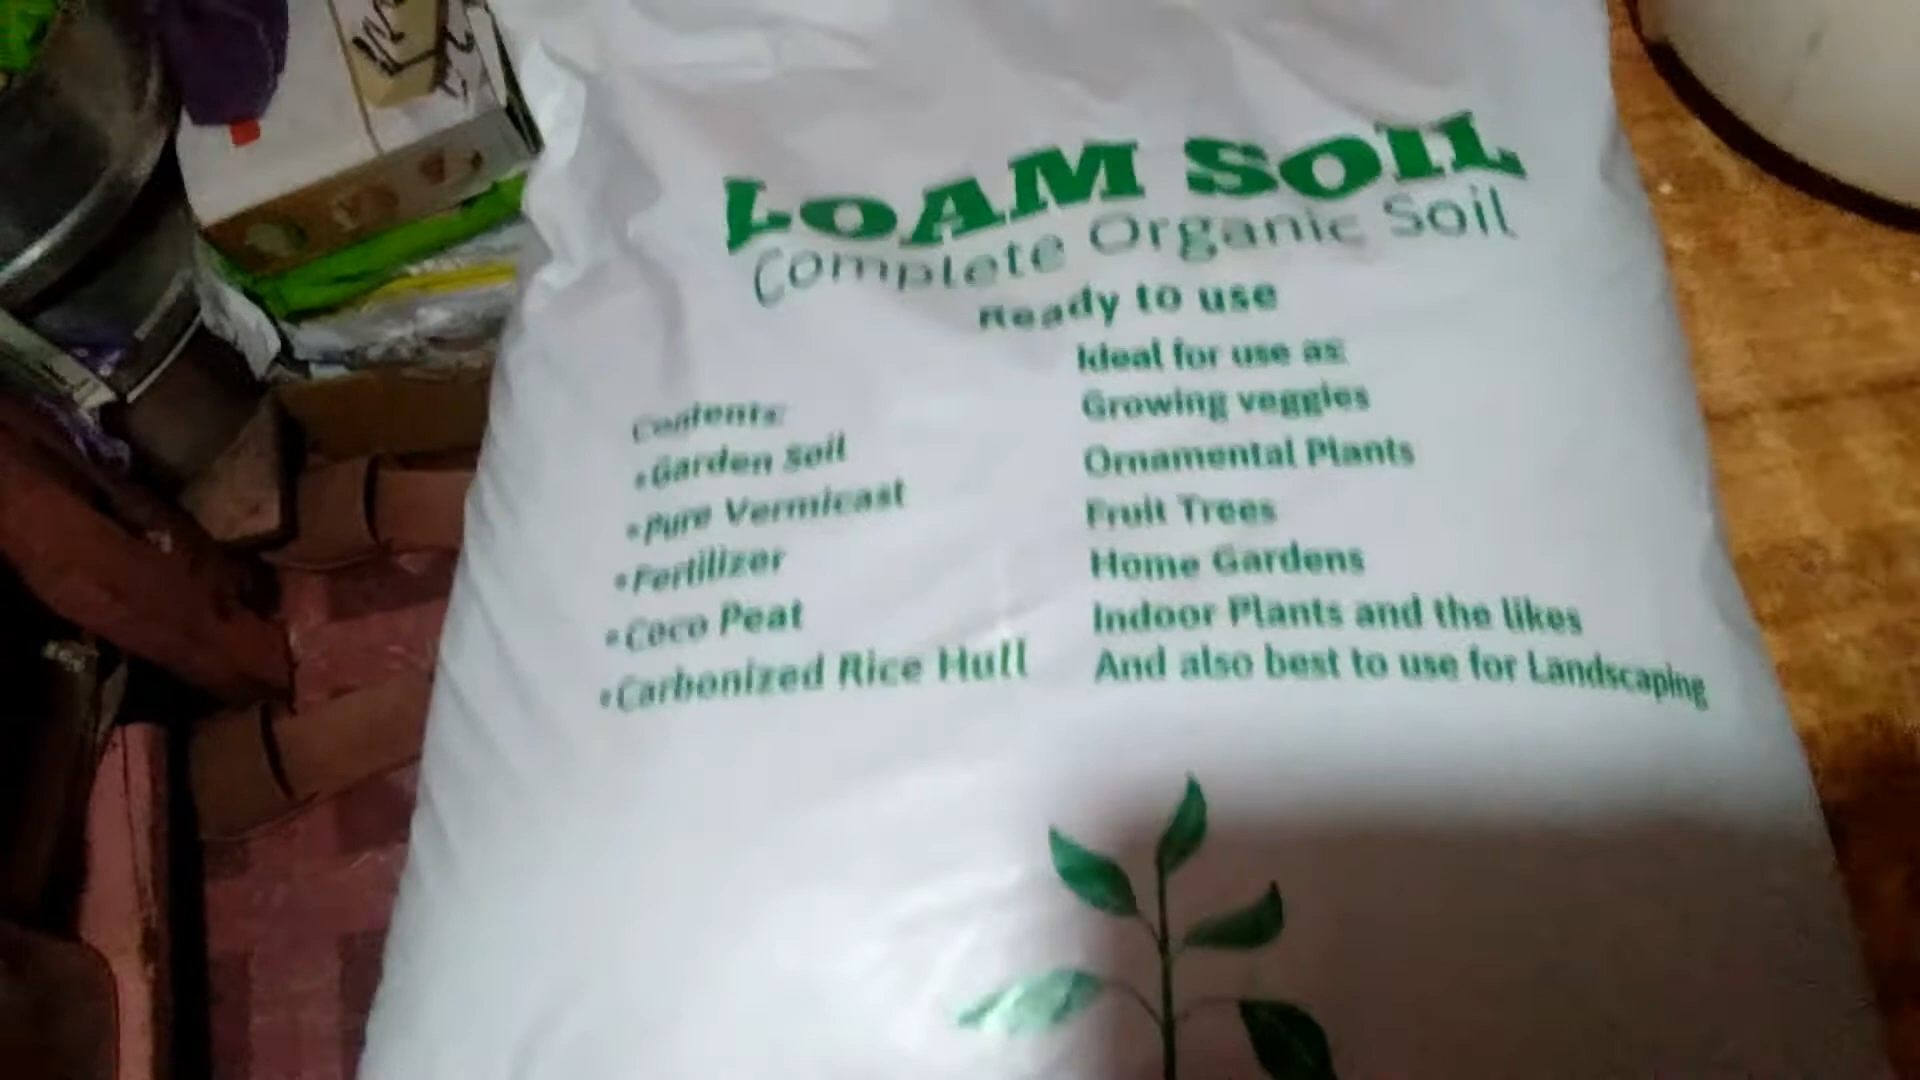 LOAM SOIL
Complete Organic Soil
Ready to use
Contents:
•Garden Soil
•Pure Vermicast
•Fertilizer
•Coco Peat
•Carbonized Rice Hull
Ideal for use as:
Growing veggies
Ornamental Plants
Fruit Trees
Home Gardens
Indoor Plants and the likes
And also best to use for Landscaping